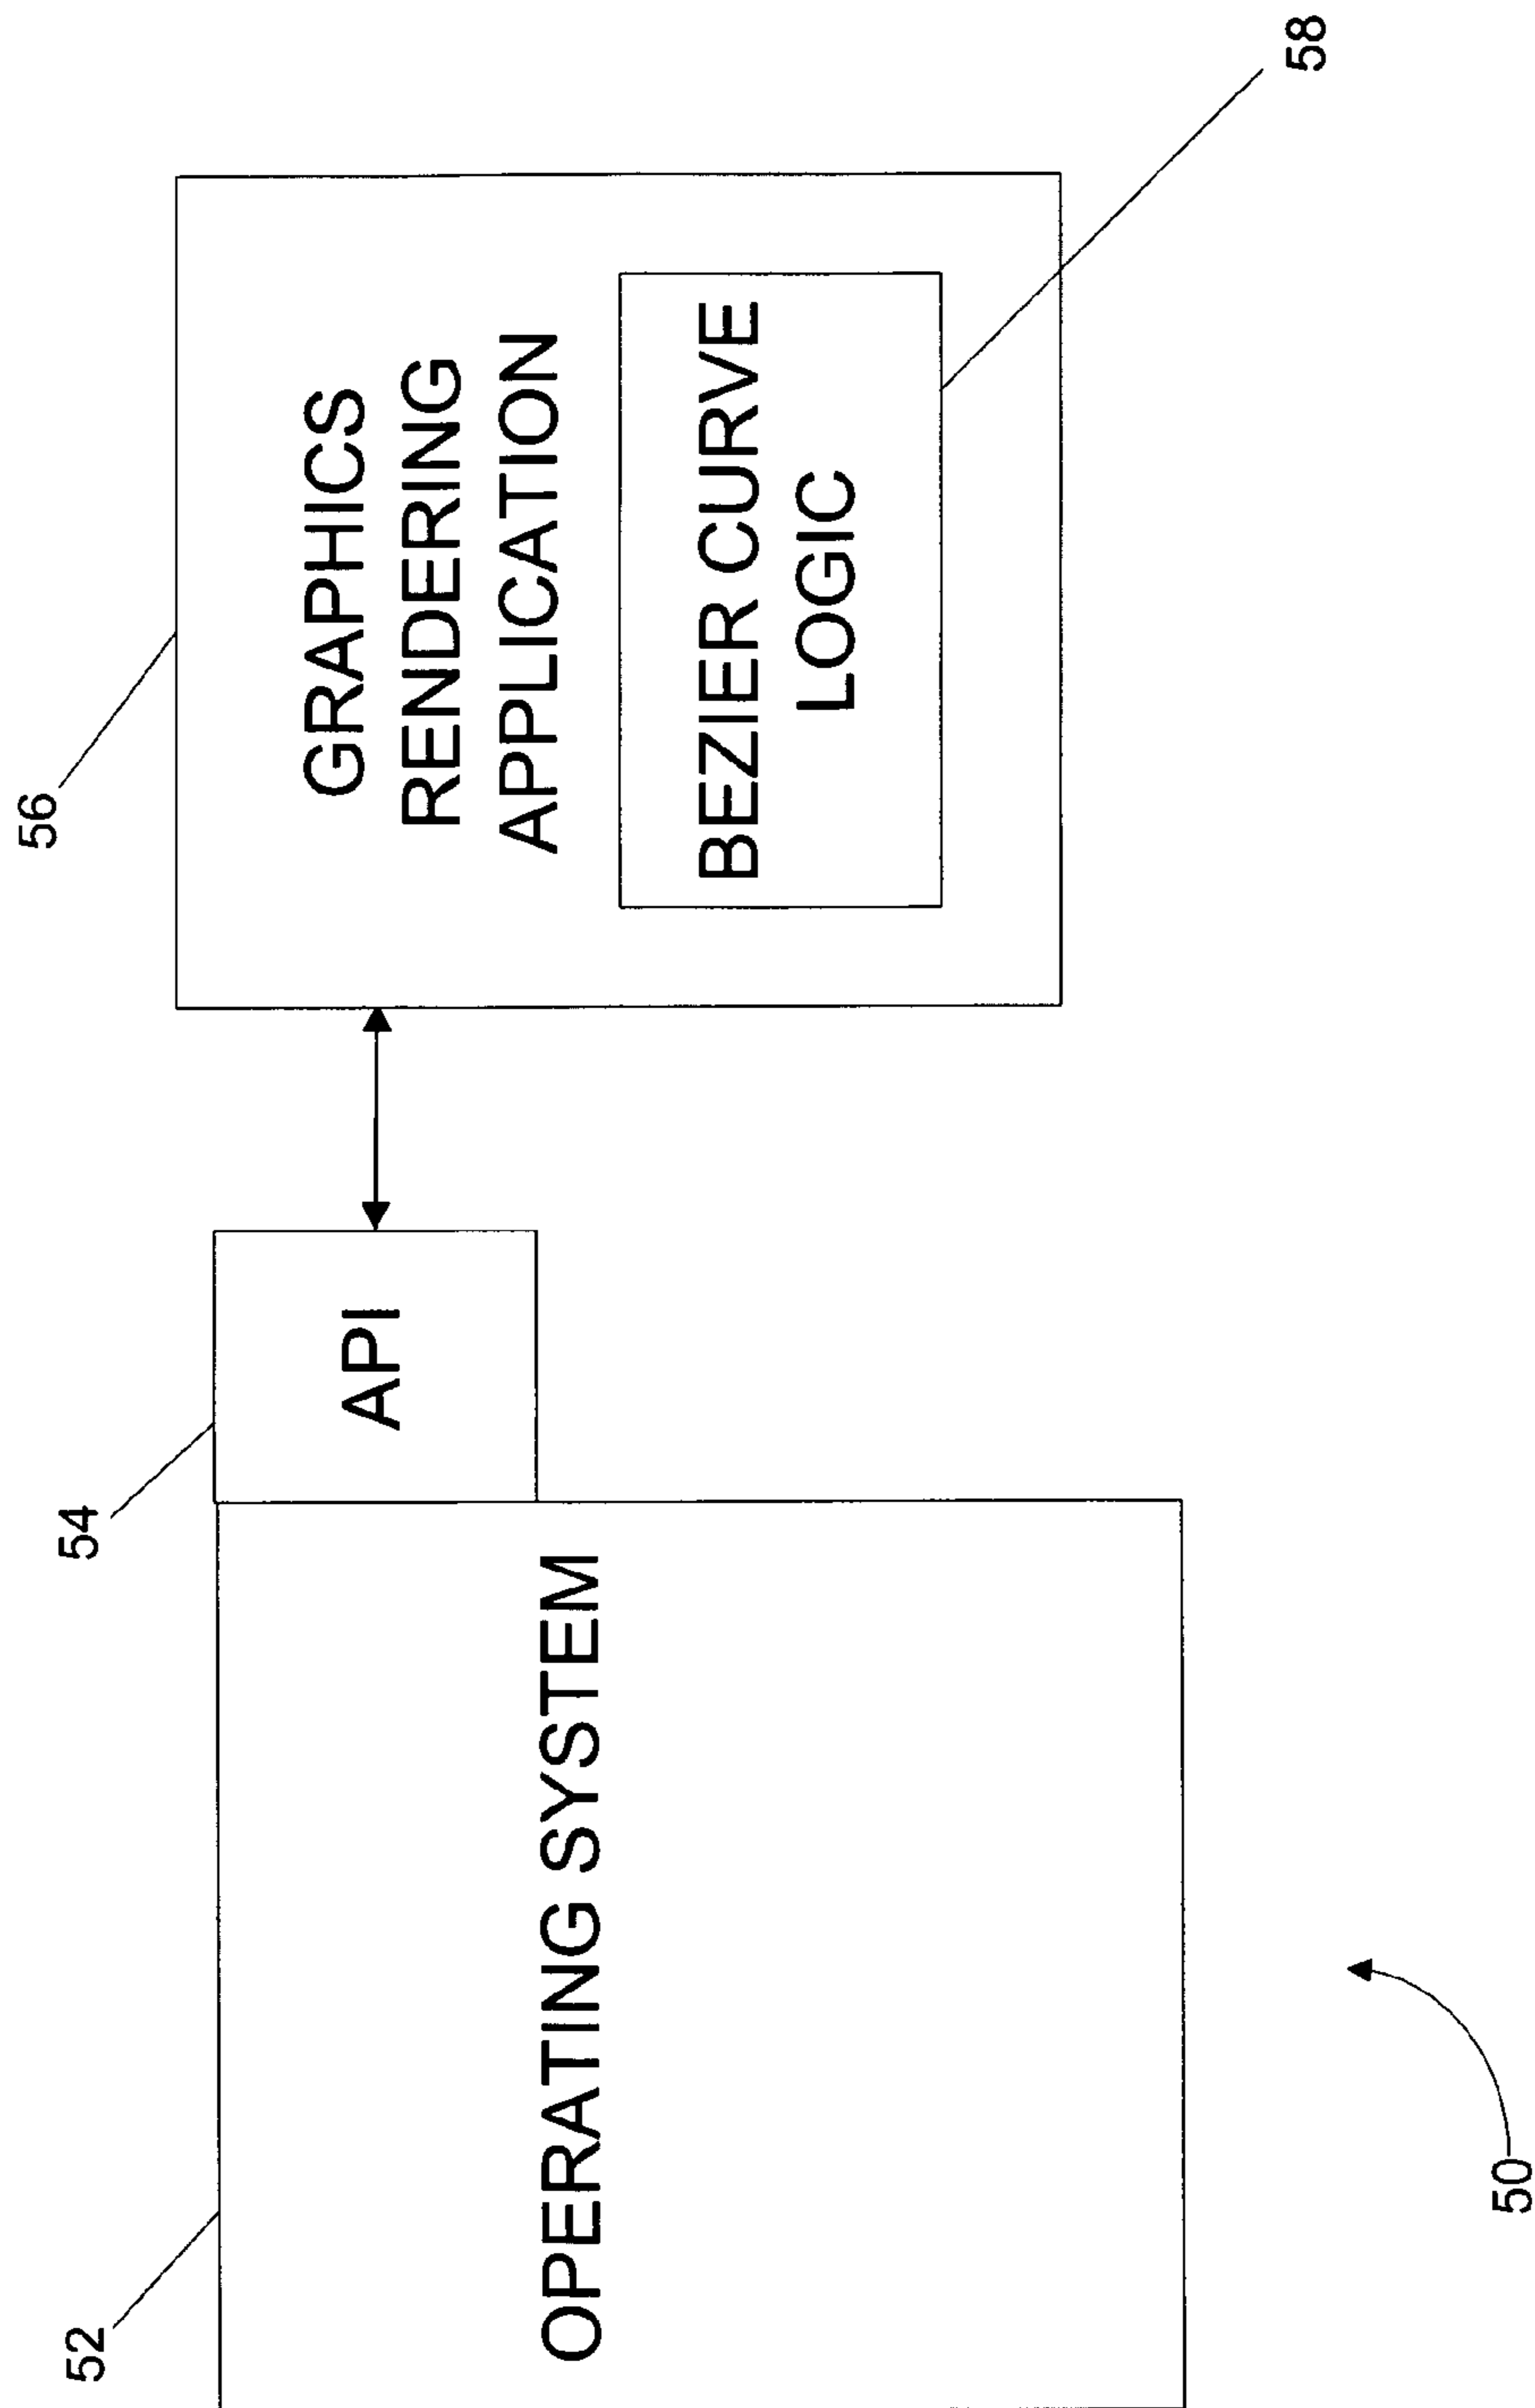 52
54
56
OPERATING SYSTEM
API
GRAPHICS
RENDERING
APPLICATION
BEZIER CURVE
LOGIC
50
58